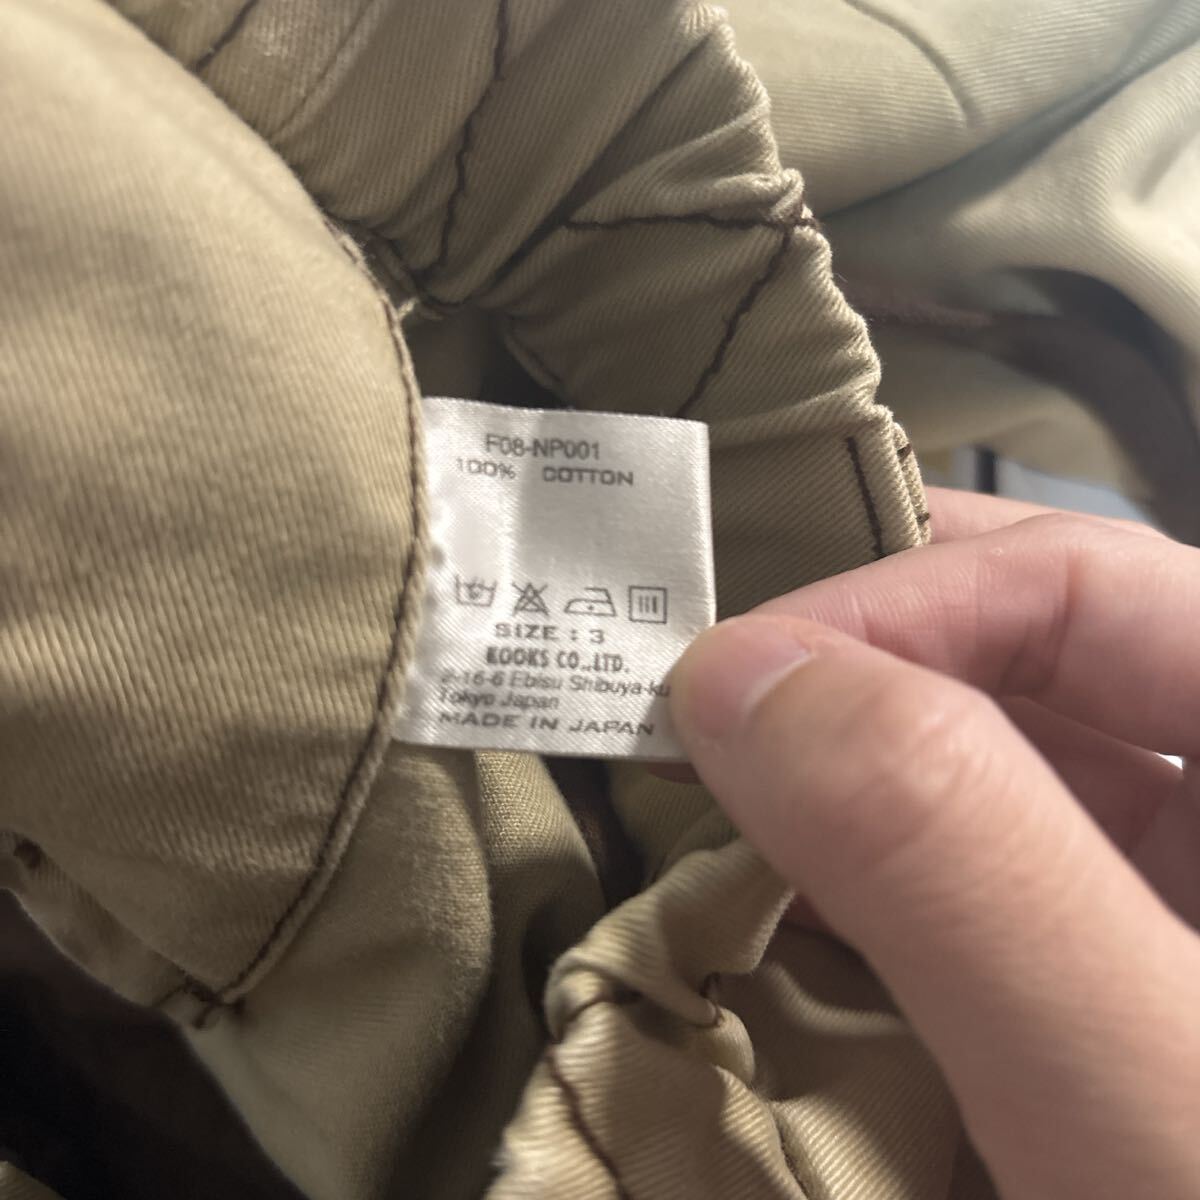 F08-NP001
100% COTTON
SIZE : 3
KOOKS CO.,LTD.
2-16-6 Ebisu Shibuya-ku
Tokyo Japan
MADE IN JAPAN